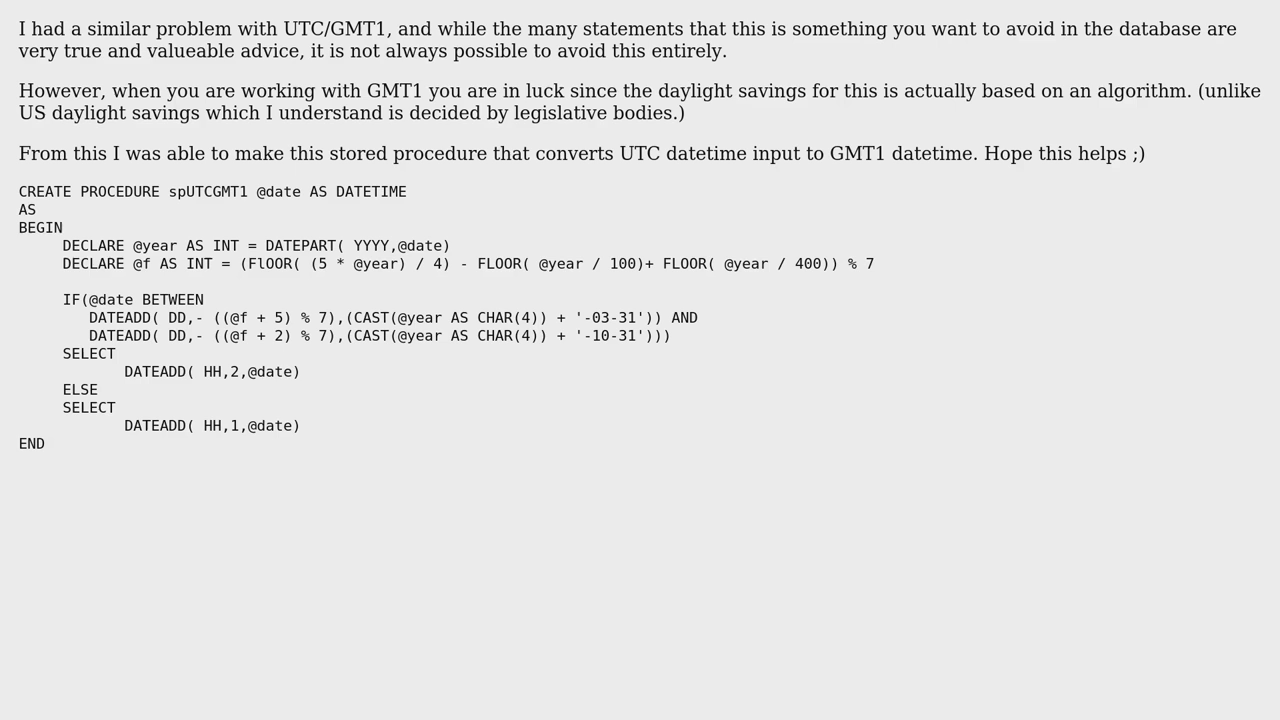 I had a similar problem with UTC/GMT1, and while the many statements that this is something you want to avoid in the database are
very true and valueable advice, it is not always possible to avoid this entirely.
However, when you are working with GMT1 you are in luck since the daylight savings for this is actually based on an algorithm. (unlike
US daylight savings which I understand is decided by legislative bodies.)
From this I was able to make this stored procedure that converts UTC datetime input to GMT1 datetime. Hope this helps ;)
CREATE PROCEDURE spUTCGMT1 @date AS DATETIME
AS
BEGIN
     DECLARE @year AS INT = DATEPART( YYYY,@date)
     DECLARE @f AS INT = (FlOOR( (5 * @year) / 4) - FLOOR( @year / 100)+ FLOOR( @year / 400)) % 7
     IF(@date BETWEEN
        DATEADD( DD,- ((@f + 5) % 7),(CAST(@year AS CHAR(4)) + '-03-31')) AND
        DATEADD( DD,- ((@f + 2) % 7),(CAST(@year AS CHAR(4)) + '-10-31')))
     SELECT
            DATEADD( HH,2,@date)
     ELSE
     SELECT
            DATEADD( HH,1,@date)
END